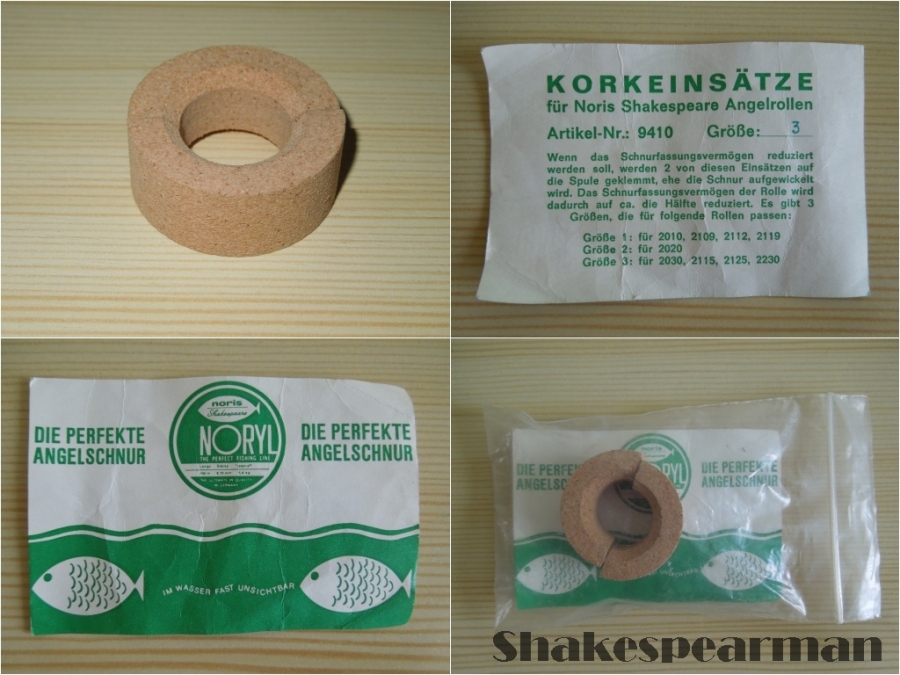 KORKEINSÄTZE
für Noris Shakespeare Angelrollen
Artikel-Nr.: 9410 Größe: 3
Wenn das Schnurfassungsvermögen reduziert
werden soll, werden 2 von diesen Einsätzen auf
die Spule geklemmt, ehe die Schnur aufgewickelt
wird. Das Schnurfassungsvermögen der Rolle wird
dadurch auf ca. die Hälfte reduziert. Es gibt 3
Größen, die für folgende Rollen passen:
Größe 1: für 2010, 2109, 2112, 2119
Größe 2: für 2020
Größe 3: für 2030, 2115, 2125, 2230
noris
Shakespeare
NORYL
THE PERFECT FISHING LINE
DIE PERFEKTE
ANGELSCHNUR
DIE PERFEKTE
ANGELSCHNUR
IM WASSER FAST UNSICHTBAR
noris
NORYL
DIE PERFEKTE
ANGELSCH
DIE PERFEKTE
ANGELSCHNUR
UNSICHTBAR
Shakespearman